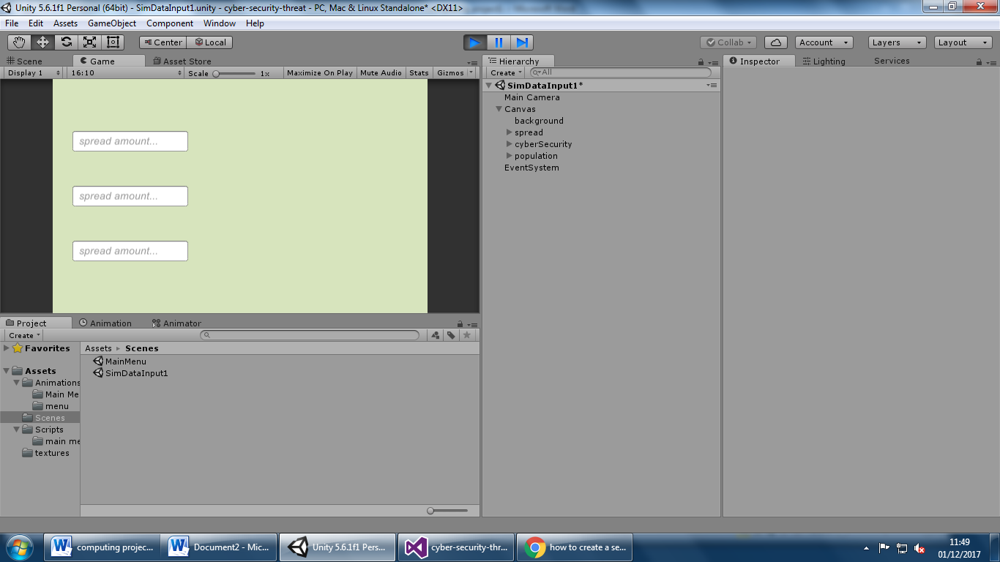 Unity 5.6.1f1 Personal (64bit) - SimDataInput1.unity - cyber-security-threat - PC, Mac & Linux Standalone* <DX11>
File Edit Assets GameObject Component Window Help
Center Local Collab Account Layers Layout
Scene Game Asset Store
Display 1 16:10 Scale 1x Maximize On Play Mute Audio Stats Gizmos
spread amount...
spread amount...
spread amount...
Hierarchy
Create All
SimDataInput1*
Main Camera
Canvas
background
spread
cyberSecurity
population
EventSystem
Inspector Lighting Services
Project Animation Animator
Create
Favorites
Assets
Animations
Main Me
menu
Scenes
Scripts
main me
textures
Assets Scenes
MainMenu
SimDataInput1
computing projec... Document2 - Mic... Unity 5.6.1f1 Pers... cyber-security-thr... how to create a se...
11:49
01/12/2017